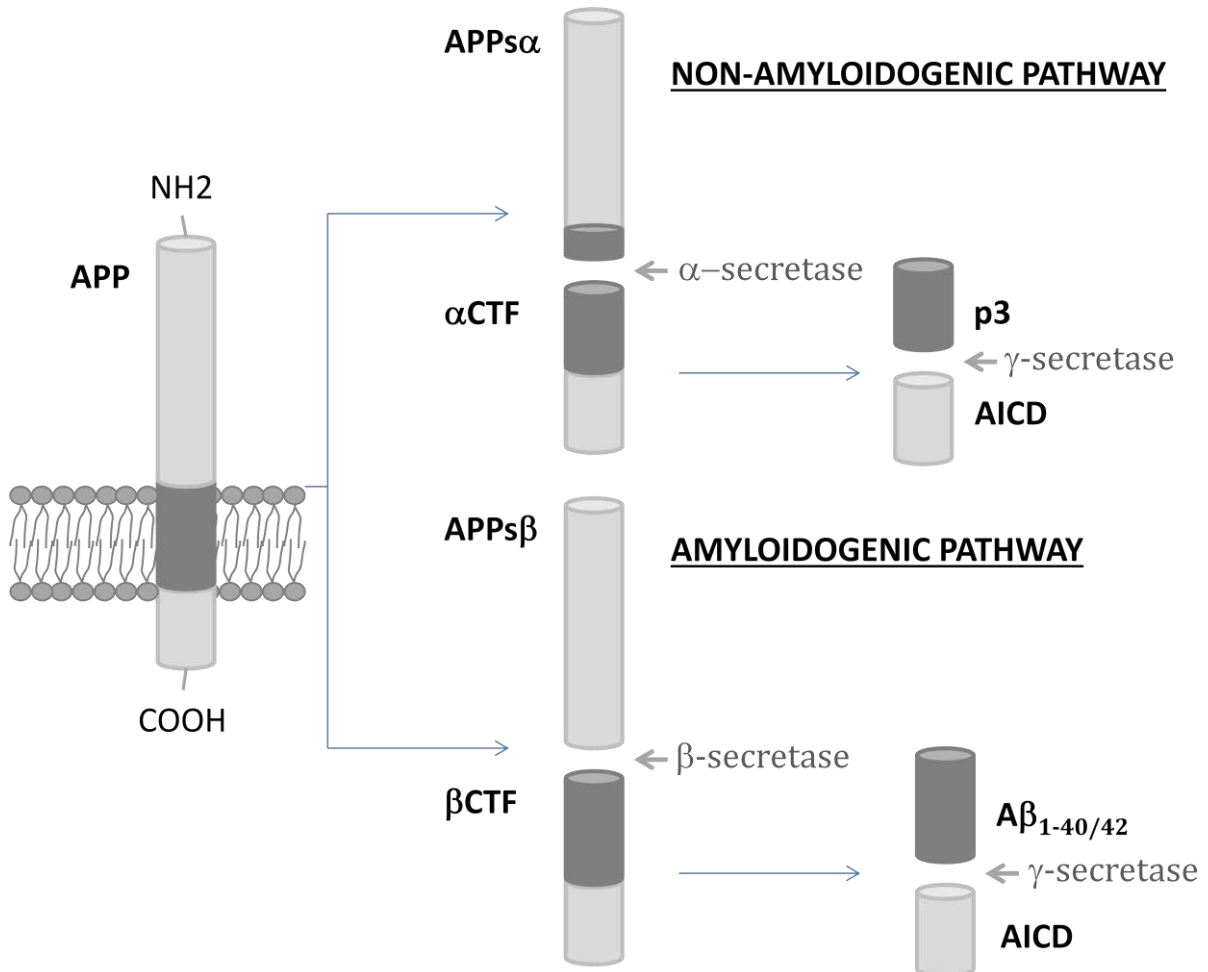 APPsα
NON-AMYLOIDOGENIC PATHWAY
NH2
APP
α–secretase
αCTF
p3
γ-secretase
AICD
APPsβ
AMYLOIDOGENIC PATHWAY
COOH
β-secretase
βCTF
Aβ1-40/42
γ-secretase
AICD